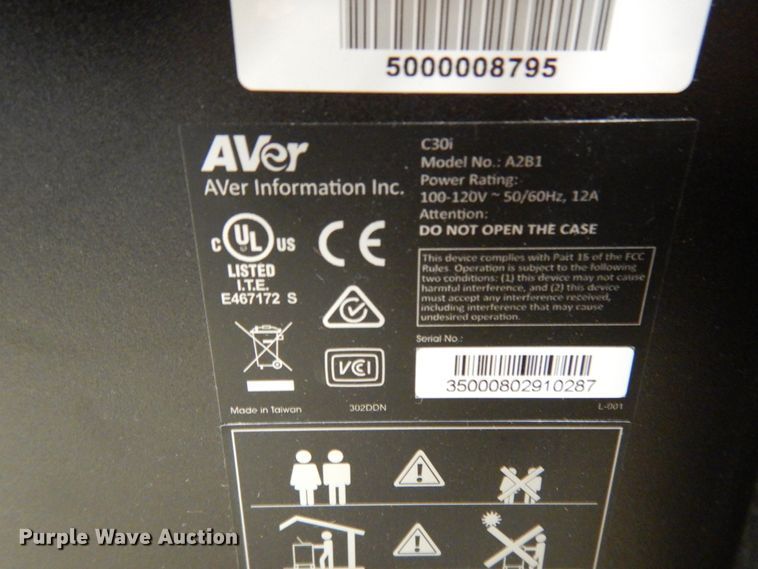 5000008795
AVer
AVer Information Inc.
C30i
Model No.: A2B1
Power Rating:
100-120V ~ 50/60Hz, 12A
Attention:
DO NOT OPEN THE CASE
C UL US
LISTED
I.T.E.
E467172 S
CE
This device complies with Part 15 of the FCC
Rules. Operation is subject to the following
two conditions: (1) this device may not cause
harmful interference, and (2) this device
must accept any interference received,
including interference that may cause
undesired operation.
VCI
Serial No.:
35000802910287
Made in Taiwan
302DDN
L-001
Purple Wave Auction